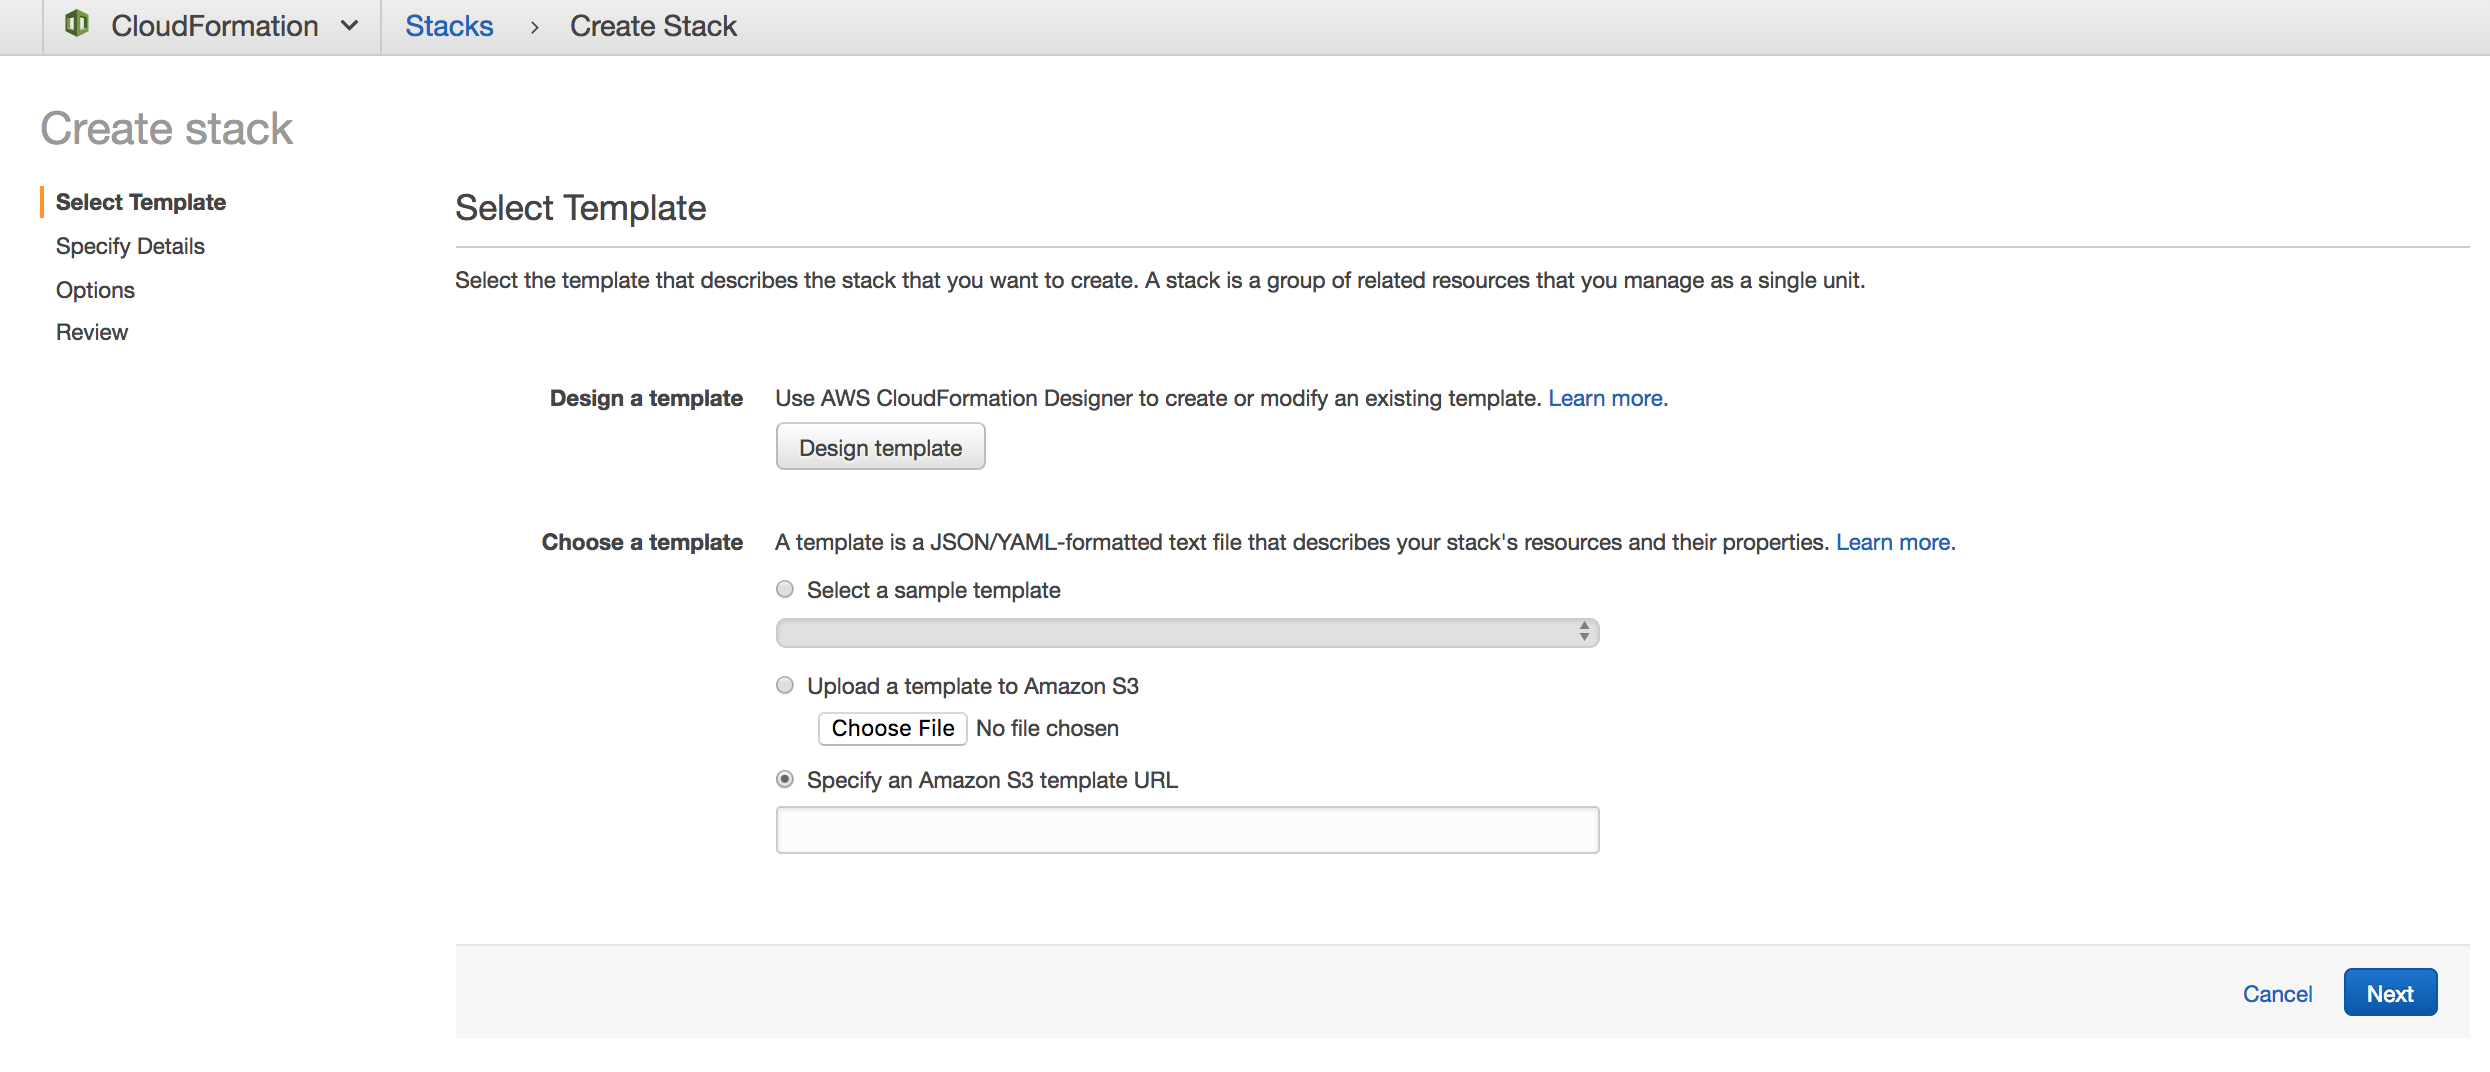 CloudFormation
Stacks > Create Stack
Create stack
Select Template
Specify Details
Options
Review
Select Template
Select the template that describes the stack that you want to create. A stack is a group of related resources that you manage as a single unit.
Design a template
Use AWS CloudFormation Designer to create or modify an existing template. Learn more.
Design template
Choose a template
A template is a JSON/YAML-formatted text file that describes your stack's resources and their properties. Learn more.
Select a sample template
Upload a template to Amazon S3
Choose File No file chosen
Specify an Amazon S3 template URL
Cancel
Next